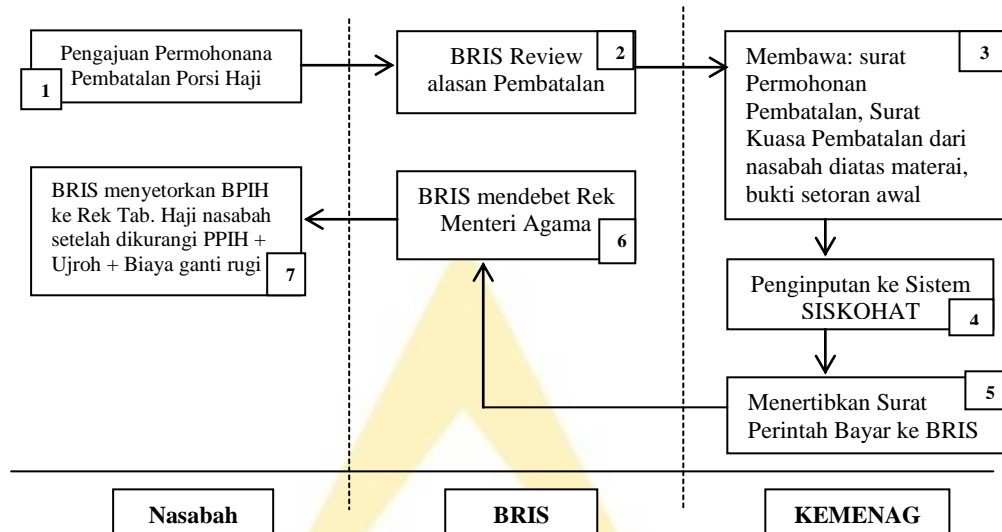 Pengajuan Permohonana
Pembatalan Porsi Haji
1
BRIS Review
alasan Pembatalan
2
Membawa: surat
Permohonan
Pembatalan, Surat
Kuasa Pembatalan dari
nasabah diatas materai,
bukti setoran awal
3
Penginputan ke Sistem
SISKOHAT
4
Menertibkan Surat
Perintah Bayar ke BRIS
5
BRIS mendebet Rek
Menteri Agama
6
BRIS menyetorkan BPIH
ke Rek Tab. Haji nasabah
setelah dikurangi PPIH +
Ujroh + Biaya ganti rugi
7
Nasabah
BRIS
KEMENAG